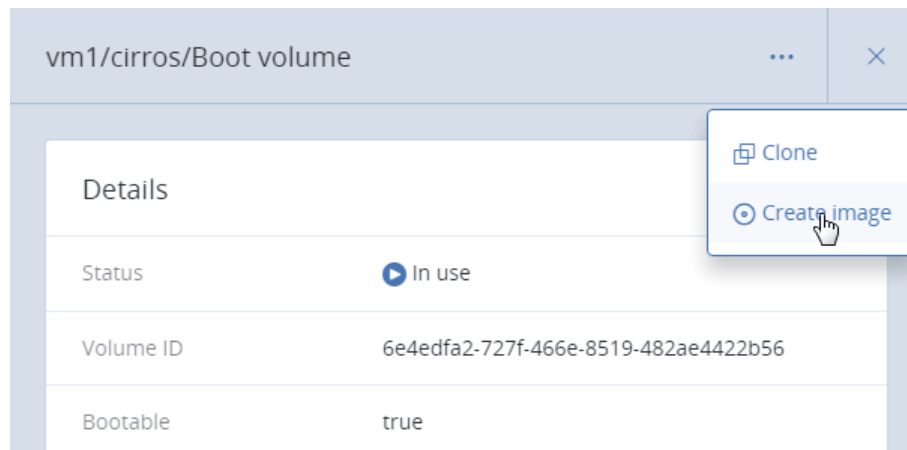 vm1/cirros/Boot volume
Clone
Create image
Details
Status In use
Volume ID 6e4edfa2-727f-466e-8519-482ae4422b56
Bootable true